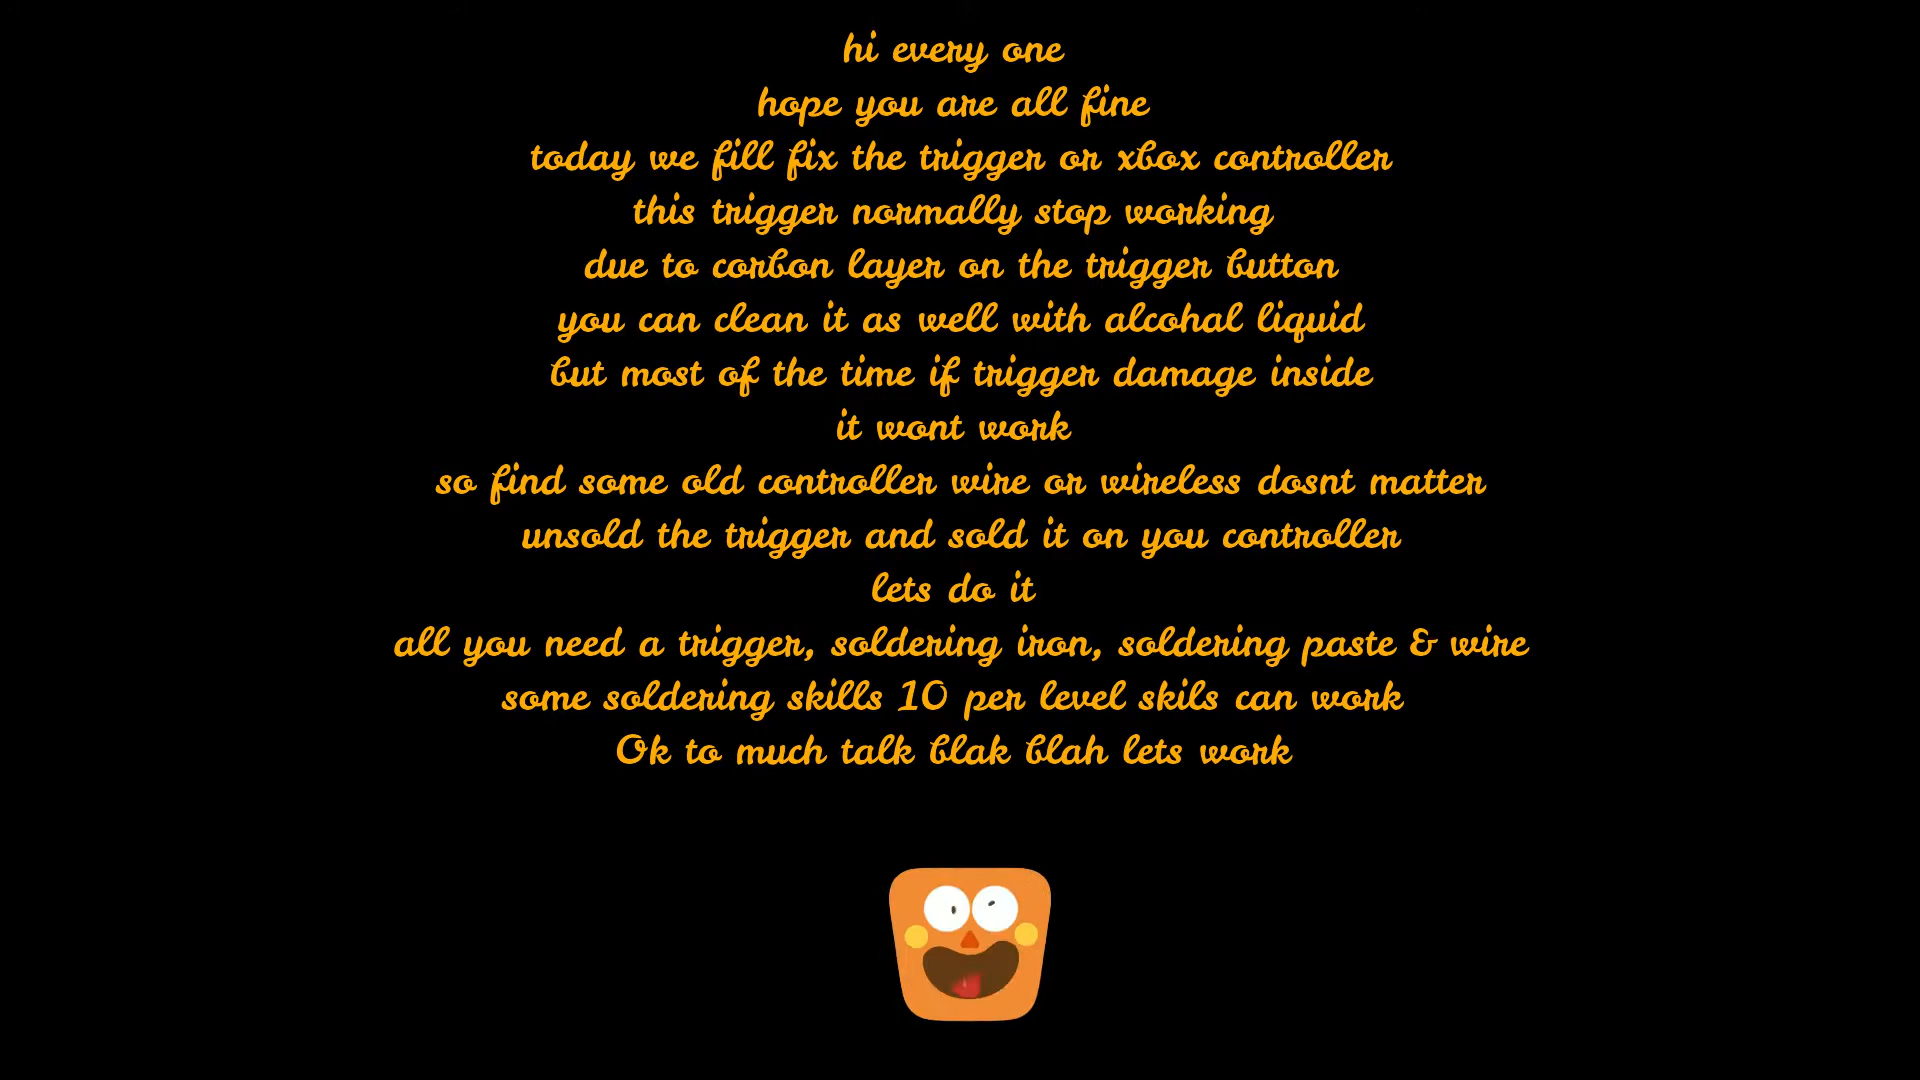 hi every one
hope you are all fine
today we fill fix the trigger or xbox controller
this trigger normally stop working
due to corbon layer on the trigger button
you can clean it as well with alcohal liquid
but most of the time if trigger damage inside
it wont work
so find some old controller wire or wireless dosnt matter
unsold the trigger and sold it on you controller
lets do it
all you need a trigger, soldering iron, soldering paste & wire
some soldering skills 10 per level skils can work
Ok to much talk blak blah lets work